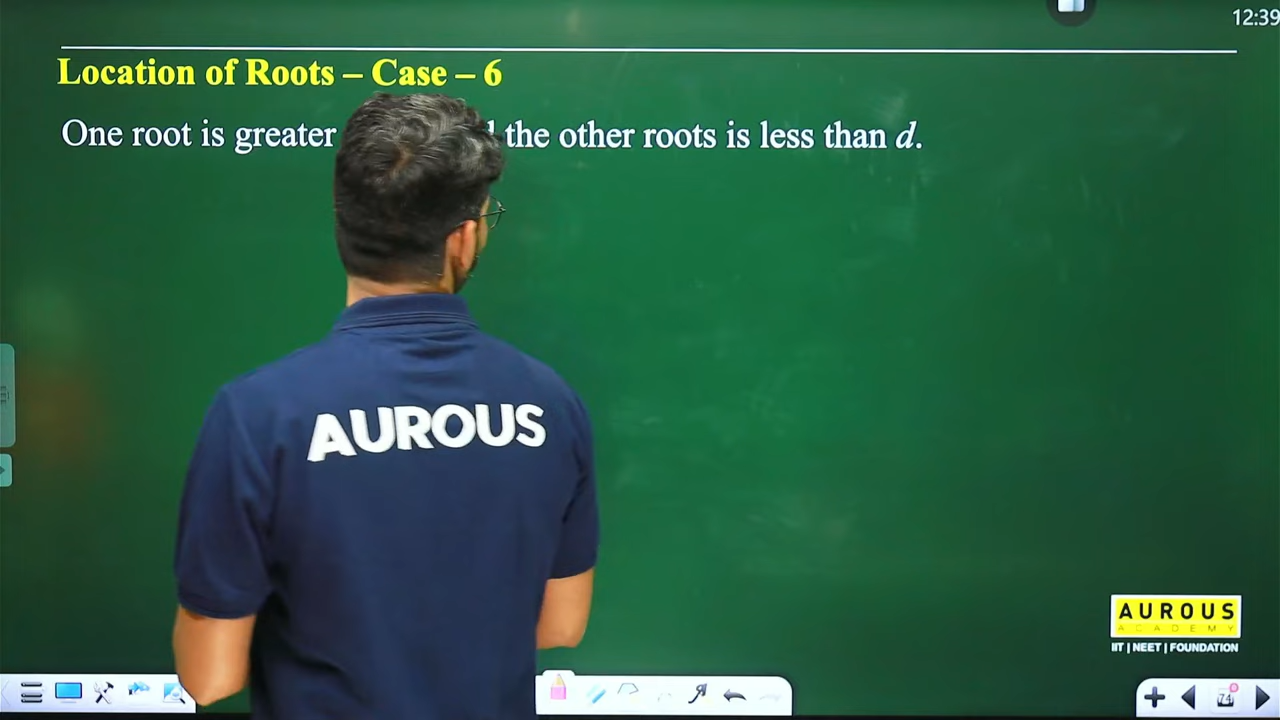 12:39
Location of Roots – Case – 6
One root is greater the other roots is less than d.
AUROUS
AUROUS
ACADEMY
IIT | NEET | FOUNDATION
74